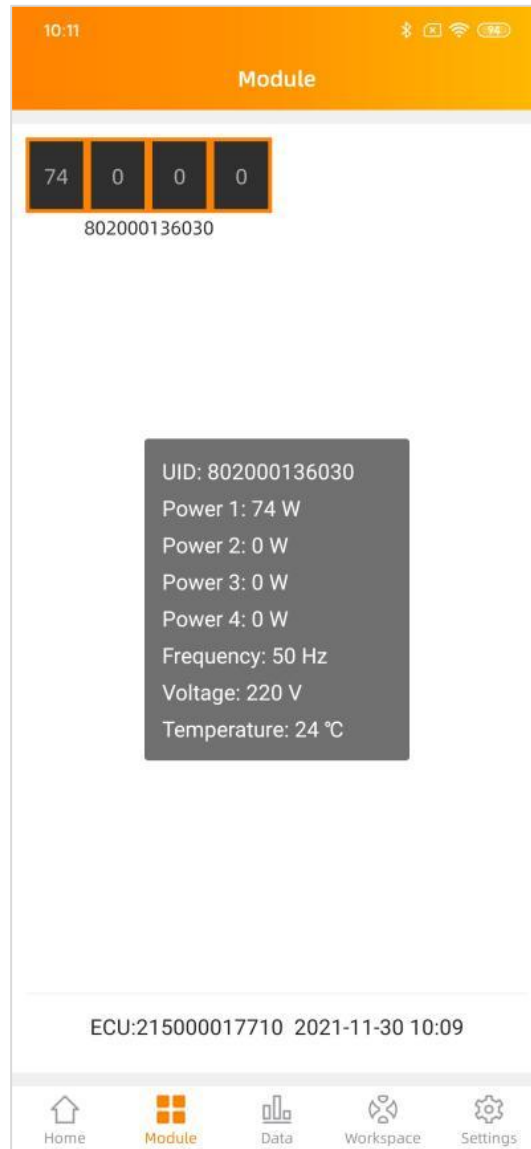 10:11 94
Module
74 0 0 0
802000136030
UID: 802000136030
Power 1: 74 W
Power 2: 0 W
Power 3: 0 W
Power 4: 0 W
Frequency: 50 Hz
Voltage: 220 V
Temperature: 24 ℃
ECU:215000017710 2021-11-30 10:09
Home Module Data Workspace Settings